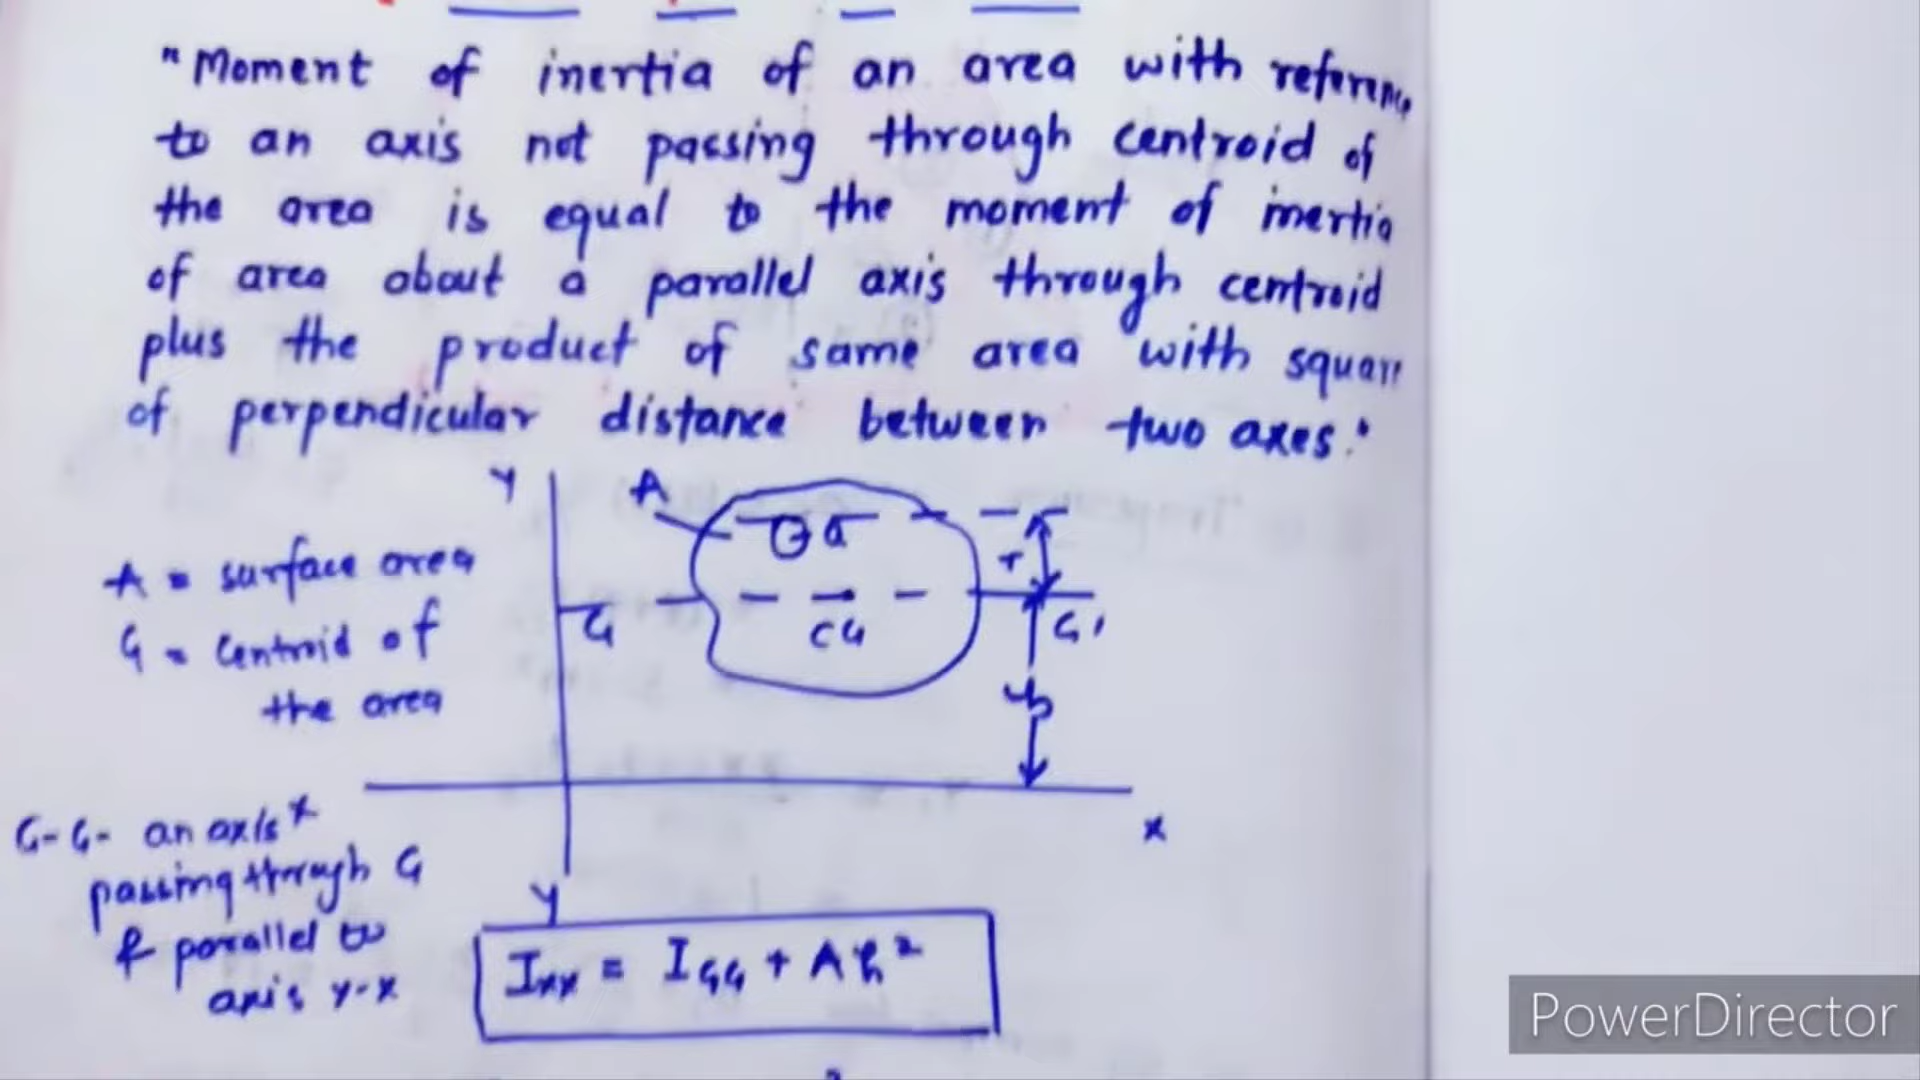 "Moment of inertia of an area with
to an axis not passing through centroid of
the area is equal to the moment of inertia
of area about a parallel axis through centroid
plus the product of same area with square
of perpendicular distance between two axes."
Y
A
a
A = surface area
G = Centroid of
the area
G
CG
G'
h
X
G-G- an axis
X
passing through G
& parallel to
axis
Y
Ixx = IGG + Ah²
PowerDirector